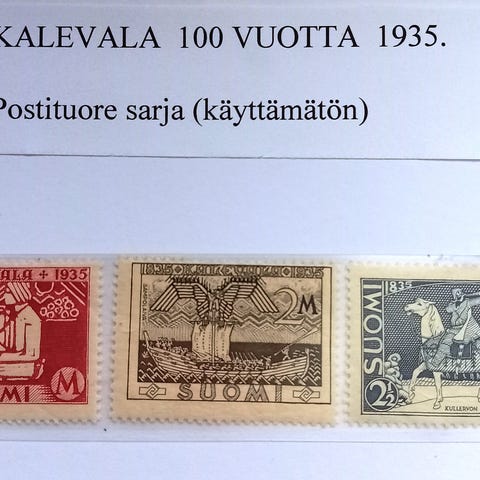 KALEVALA 100 VUOTTA 1935.
Postituore sarja (käyttämätön)
ALA + 1935
M
MI
1835 KALEVALA 1935
2 M
SUOMI
1835
SUOMI
2½
KULLERVON